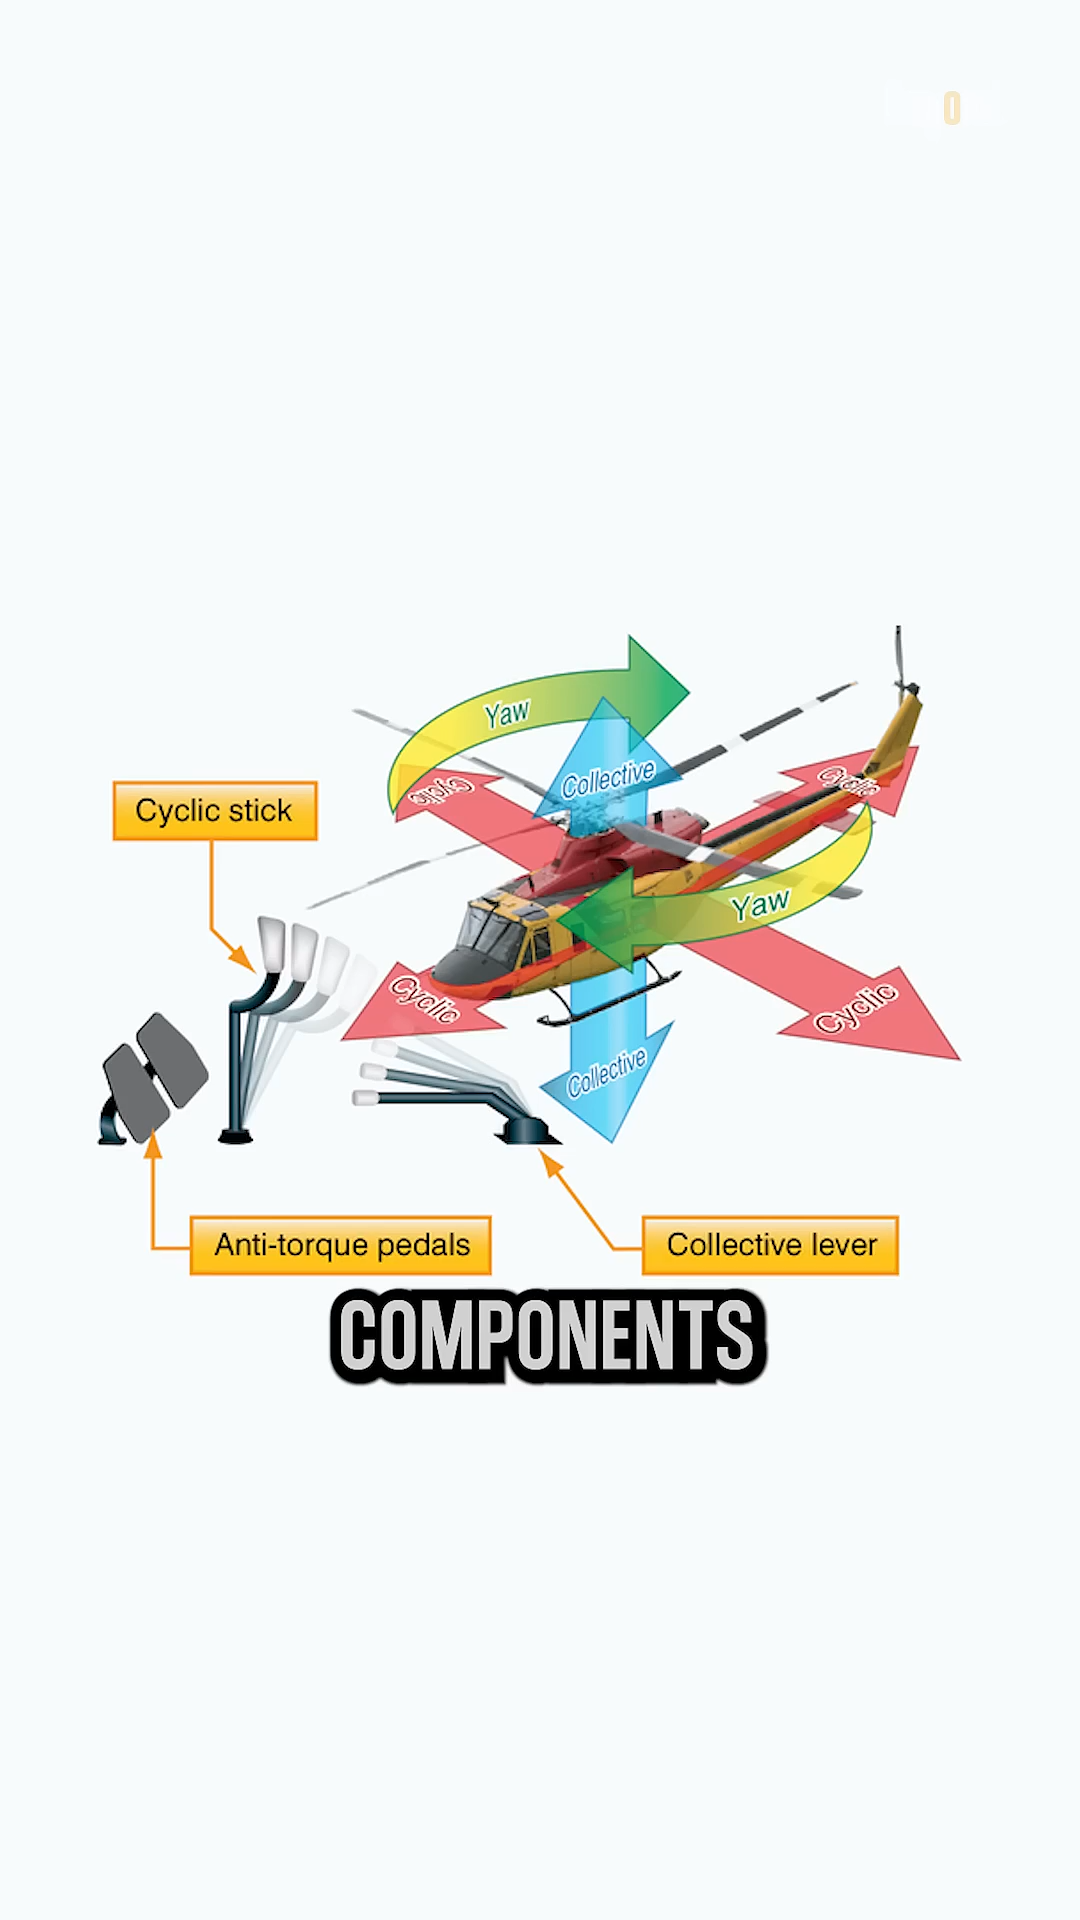 Yaw
Collective
Cyclic
Cyclic
Cyclic stick
Yaw
Cyclic
Cyclic
Collective
Anti-torque pedals
Collective lever
COMPONENTS